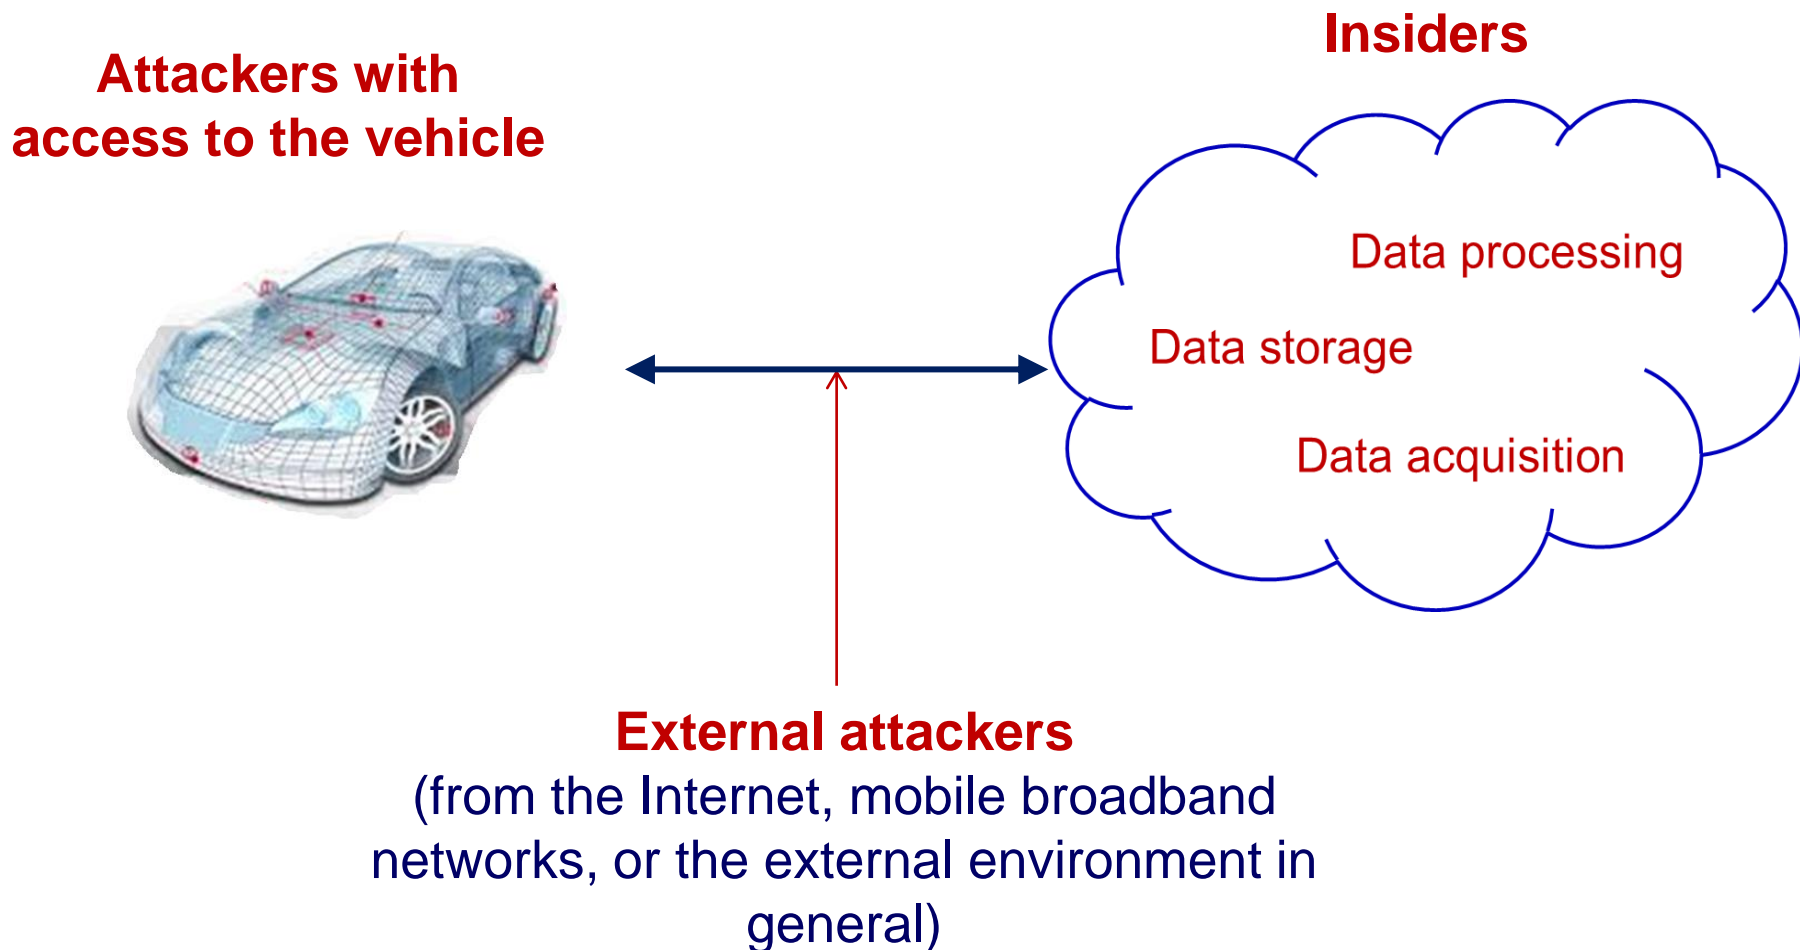 Attackers with
access to the vehicle
Insiders
Data processing
Data storage
Data acquisition
External attackers
(from the Internet, mobile broadband
networks, or the external environment in
general)